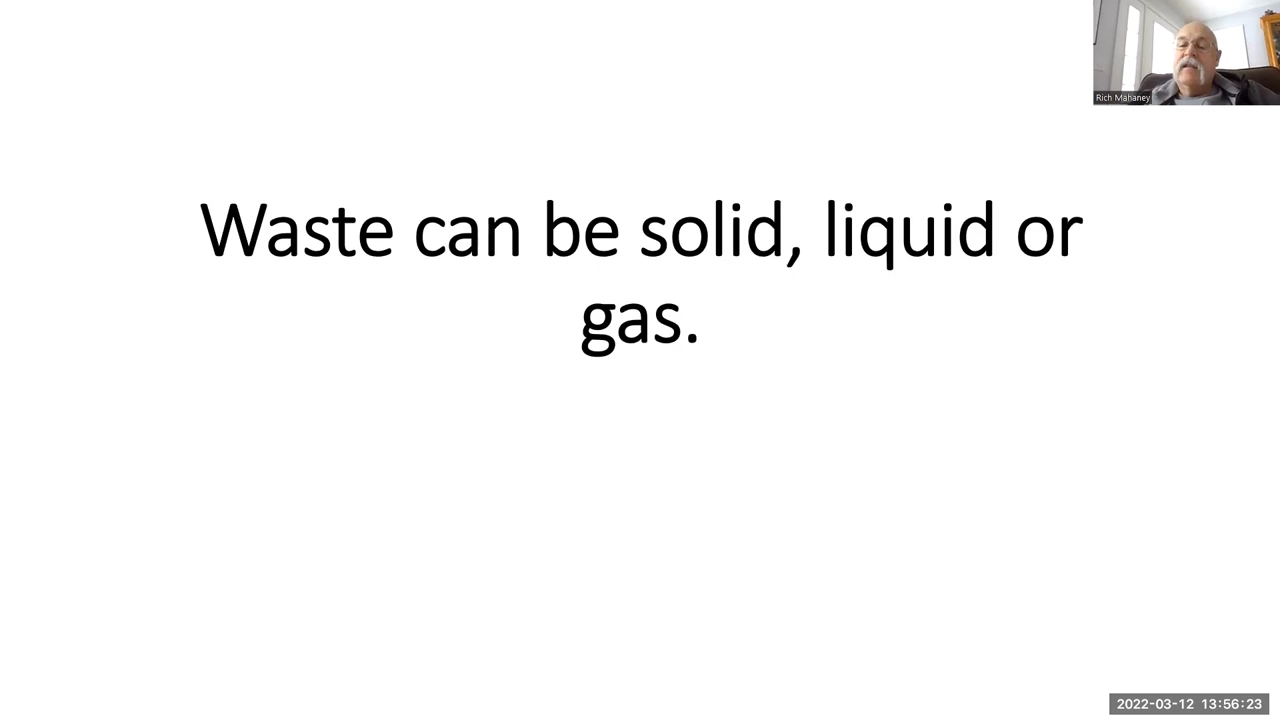 Rich Mahaney
Waste can be solid, liquid or
gas.
2022-03-12 13:56:23